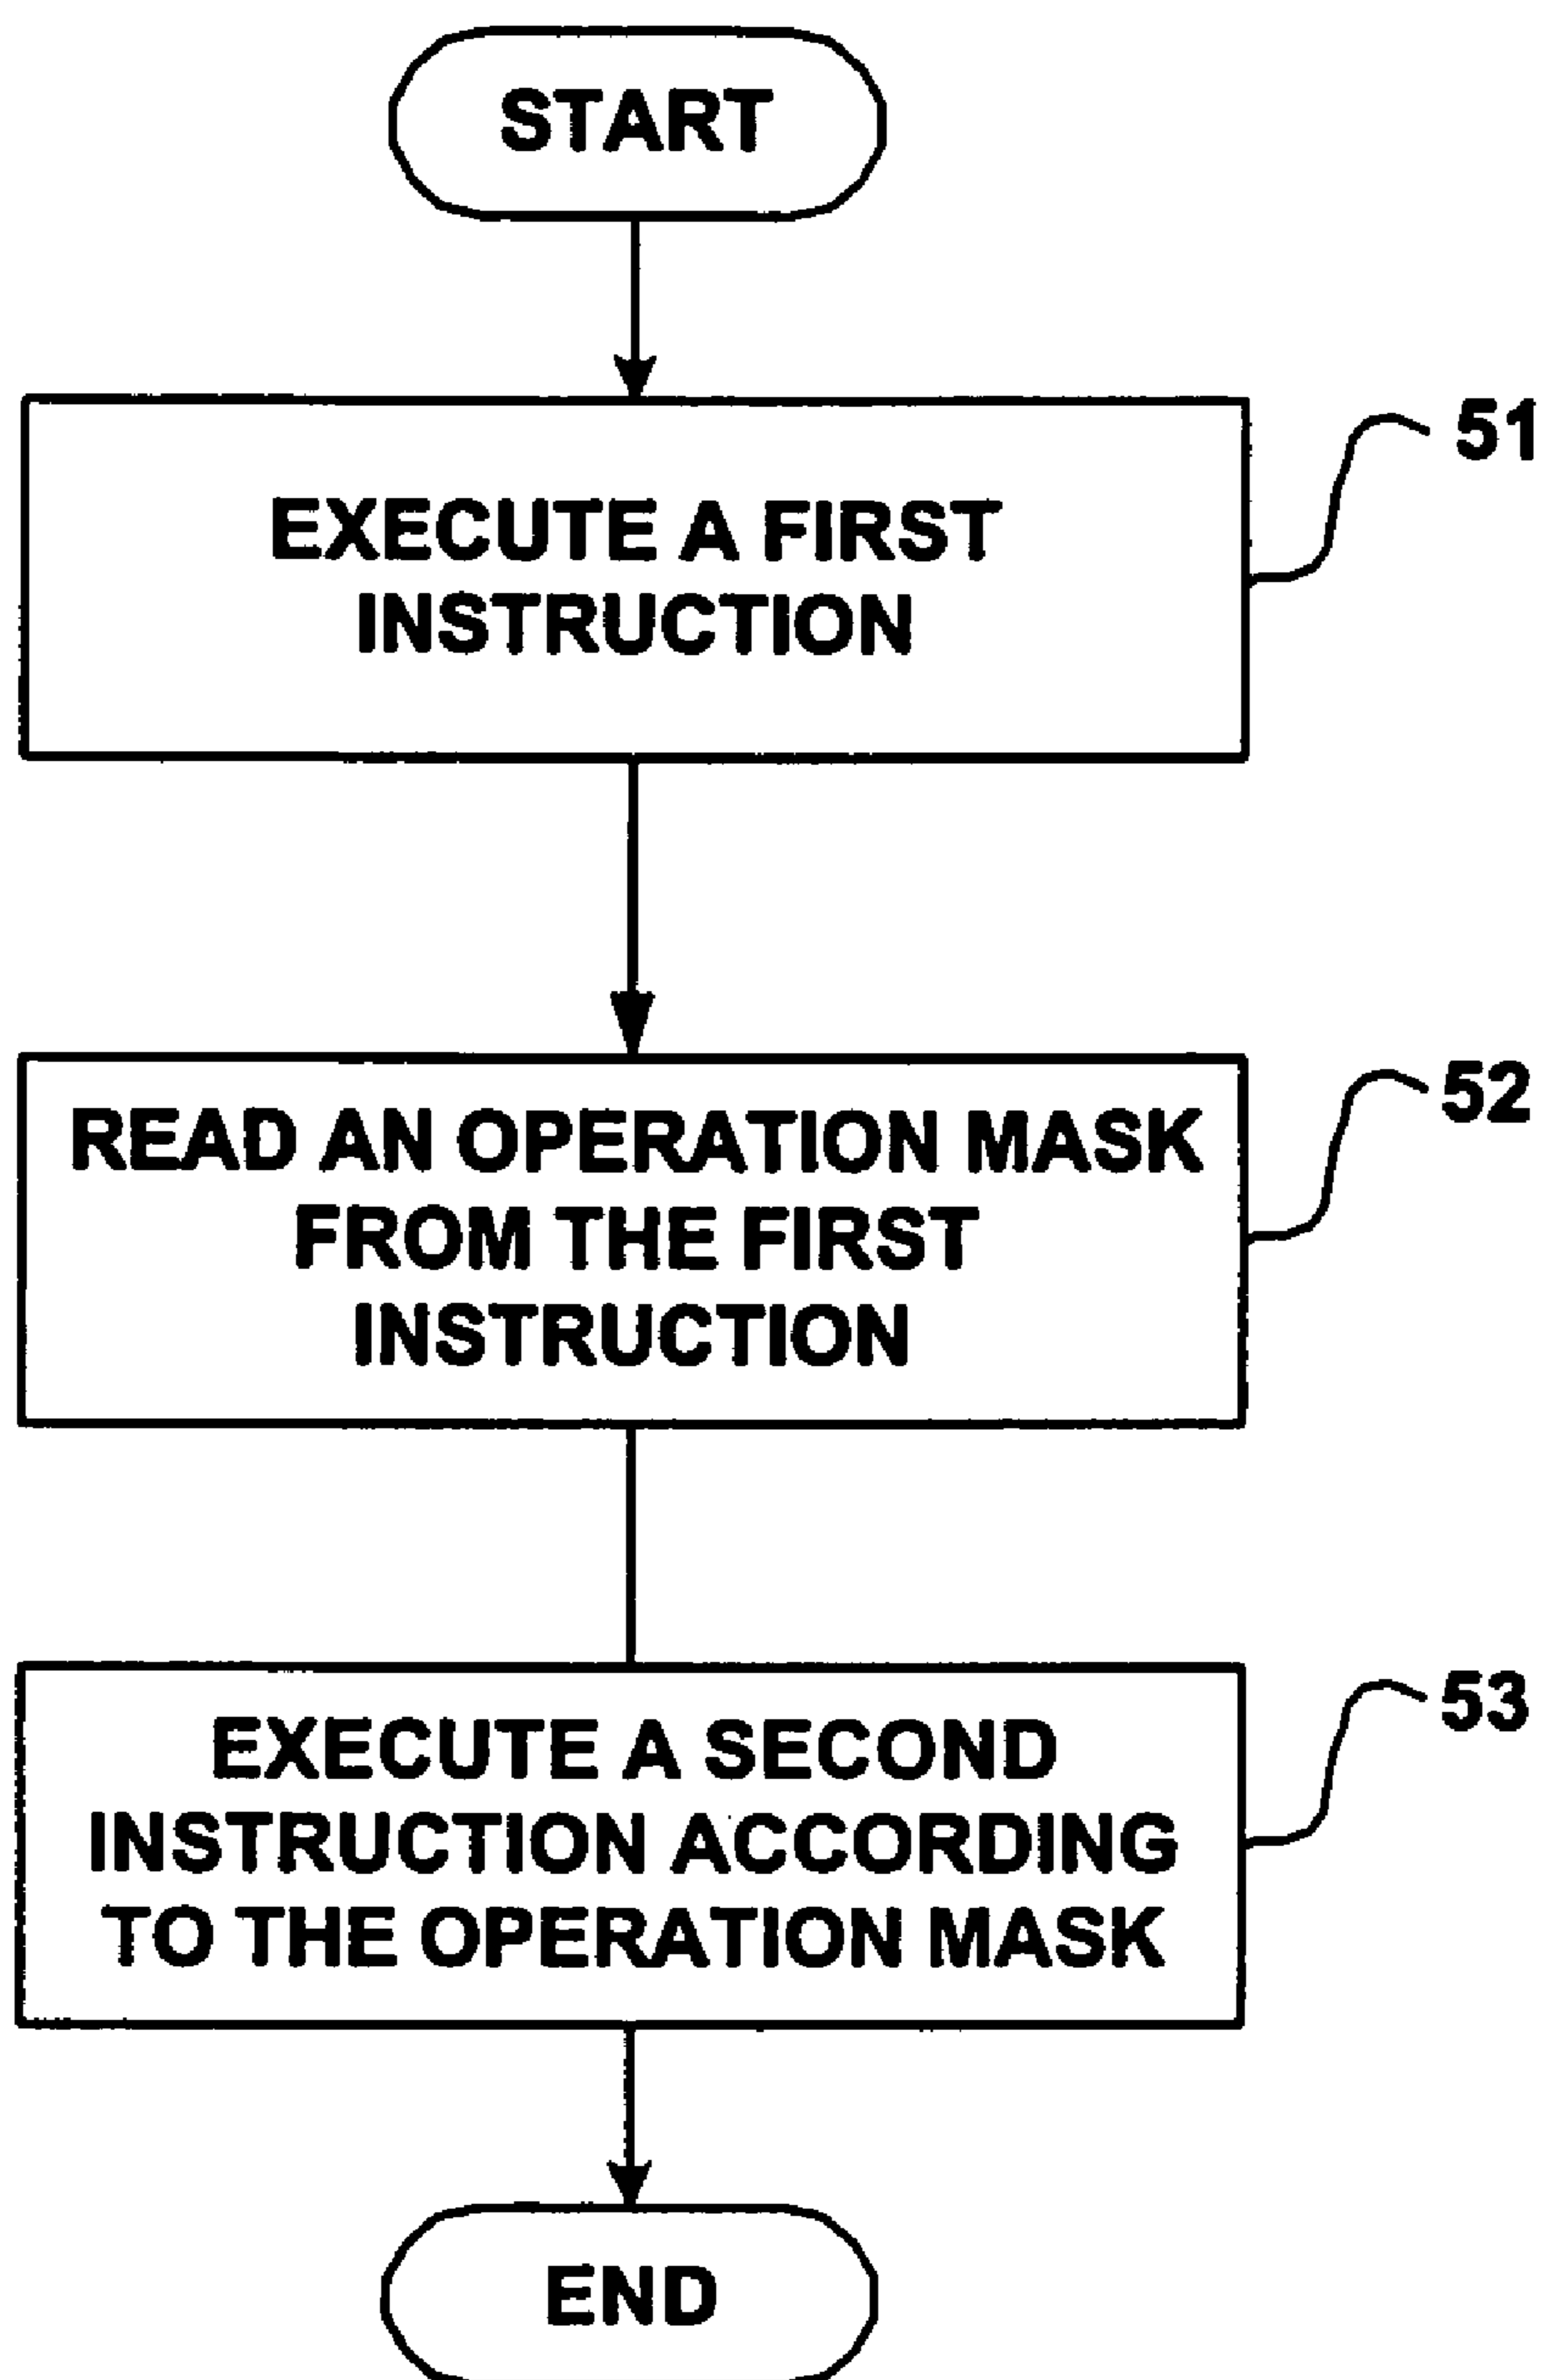 START
EXECUTE A FIRST
INSTRUCTION
51
READ AN OPERATION MASK
FROM THE FIRST
INSTRUCTION
52
EXECUTE A SECOND
INSTRUCTION ACCORDING
TO THE OPERATION MASK
53
END